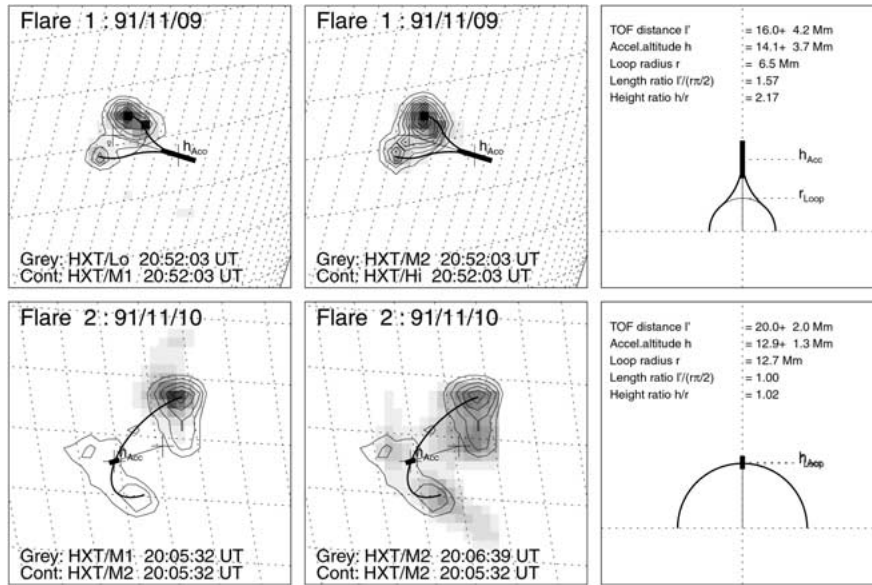 Flare 1 : 91/11/09
h_Acc
Grey: HXT/Lo 20:52:03 UT
Cont: HXT/M1 20:52:03 UT
Flare 1 : 91/11/09
h_Acc
Grey: HXT/M2 20:52:03 UT
Cont: HXT/Hi 20:52:03 UT
TOF distance l' = 16.0+ 4.2 Mm
Accel.altitude h = 14.1+ 3.7 Mm
Loop radius r = 6.5 Mm
Length ratio l'/(rπ/2) = 1.57
Height ratio h/r = 2.17
h_Acc
r_Loop
Flare 2 : 91/11/10
h_Acc
Grey: HXT/M1 20:05:32 UT
Cont: HXT/M2 20:05:32 UT
Flare 2 : 91/11/10
h_Acc
Grey: HXT/M2 20:06:39 UT
Cont: HXT/M2 20:05:32 UT
TOF distance l' = 20.0+ 2.0 Mm
Accel.altitude h = 12.9+ 1.3 Mm
Loop radius r = 12.7 Mm
Length ratio l'/(rπ/2) = 1.00
Height ratio h/r = 1.02